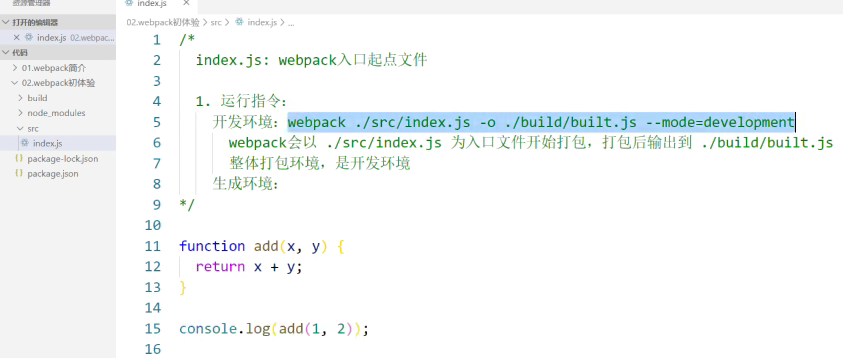 资源管理器
index.js ×
打开的编辑器
× index.js 02.webpac...
代码
01.webpack简介
02.webpack初体验
build
node_modules
src
index.js
package-lock.json
package.json
02.webpack初体验 > src > index.js > ...
1 /*
2 index.js: webpack入口起点文件
3
4 1. 运行指令:
5 开发环境: webpack ./src/index.js -o ./build/built.js --mode=development
6 webpack会以 ./src/index.js 为入口文件开始打包, 打包后输出到 ./build/built.js
7 整体打包环境, 是开发环境
8 生成环境:
9 */
10
11 function add(x, y) {
12 return x + y;
13 }
14
15 console.log(add(1, 2));
16